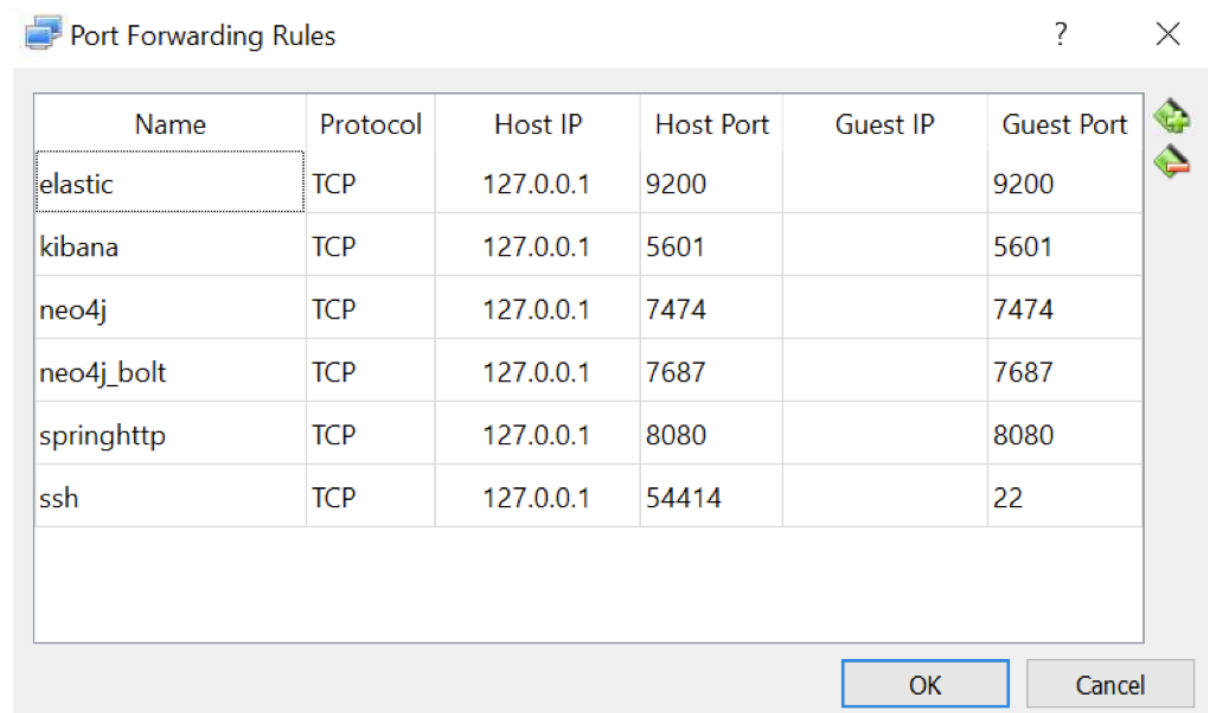 Port Forwarding Rules ?
Name Protocol Host IP Host Port Guest IP Guest Port
elastic TCP 127.0.0.1 9200 9200
kibana TCP 127.0.0.1 5601 5601
neo4j TCP 127.0.0.1 7474 7474
neo4j_bolt TCP 127.0.0.1 7687 7687
springhttp TCP 127.0.0.1 8080 8080
ssh TCP 127.0.0.1 54414 22
OK Cancel